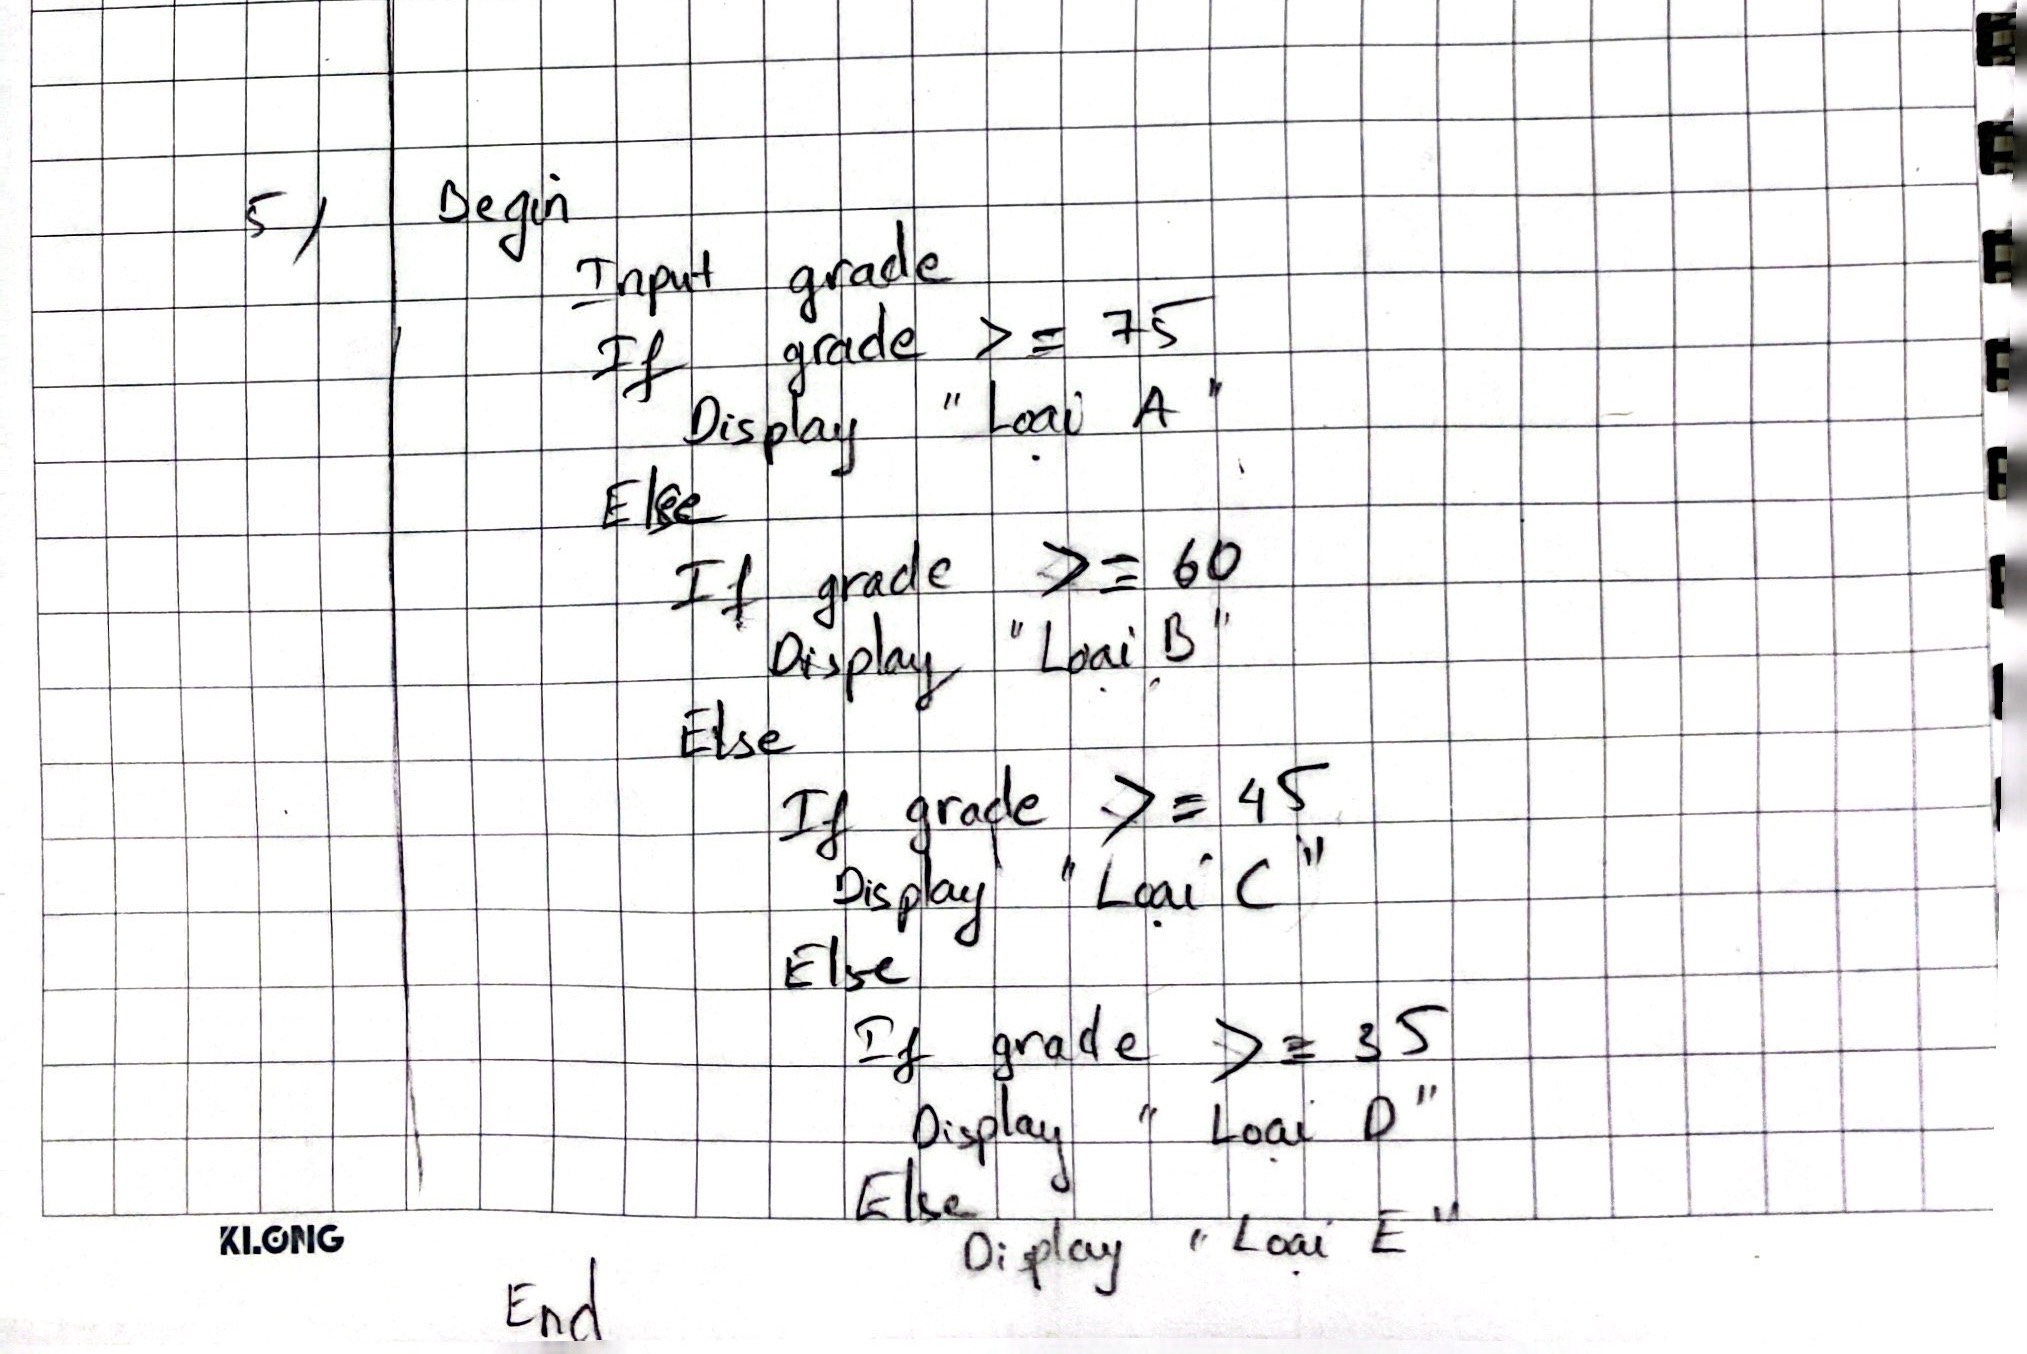 5/ Begin
Input grade
If grade >= 75
Display "Loại A"
Else
If grade >= 60
Display "Loại B"
Else
If grade >= 45
Display "Loại C"
Else
If grade >= 35
Display "Loại D"
Else
Display "Loại E"
KLONG
End